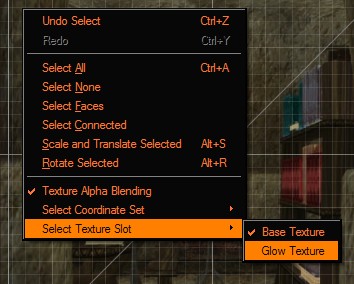 Undo Select Ctrl+Z
Redo Ctrl+Y
Select All Ctrl+A
Select None
Select Faces
Select Connected
Scale and Translate Selected Alt+S
Rotate Selected Alt+R
Texture Alpha Blending
Select Coordinate Set
Select Texture Slot
Base Texture
Glow Texture